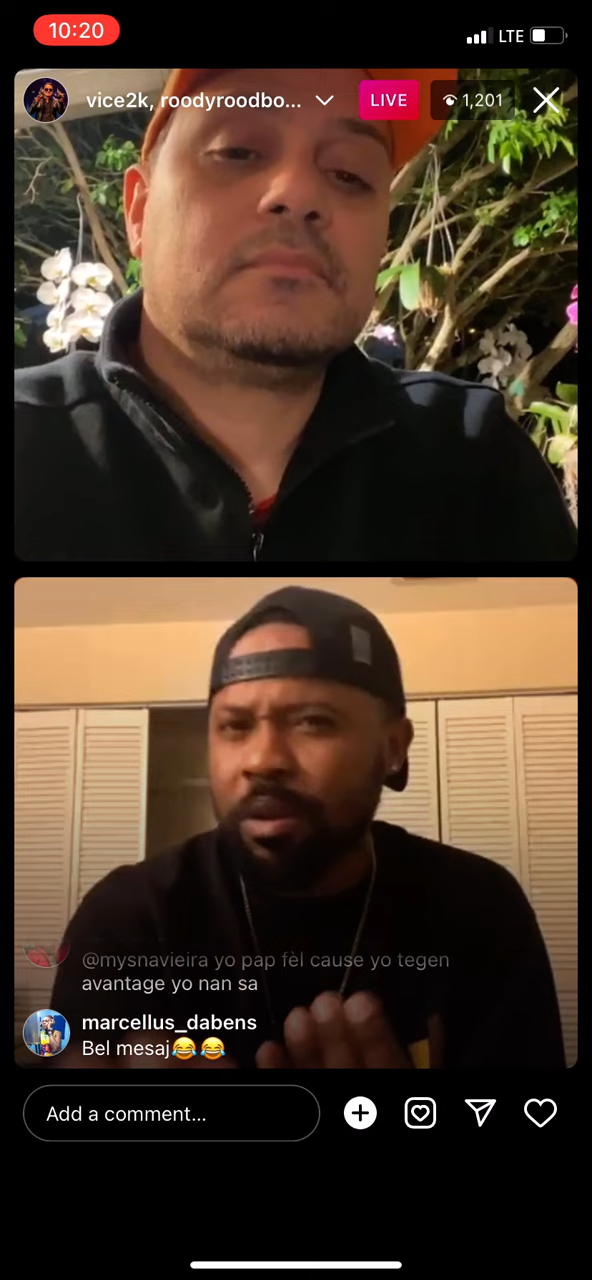 10:20
LTE
vice2k, roodyroodbo...
LIVE
1,201
@mysnavieira yo pap fèl cause yo tegen
avantage yo nan sa
marcellus_dabens
Bel mesaj😂😂
Add a comment...